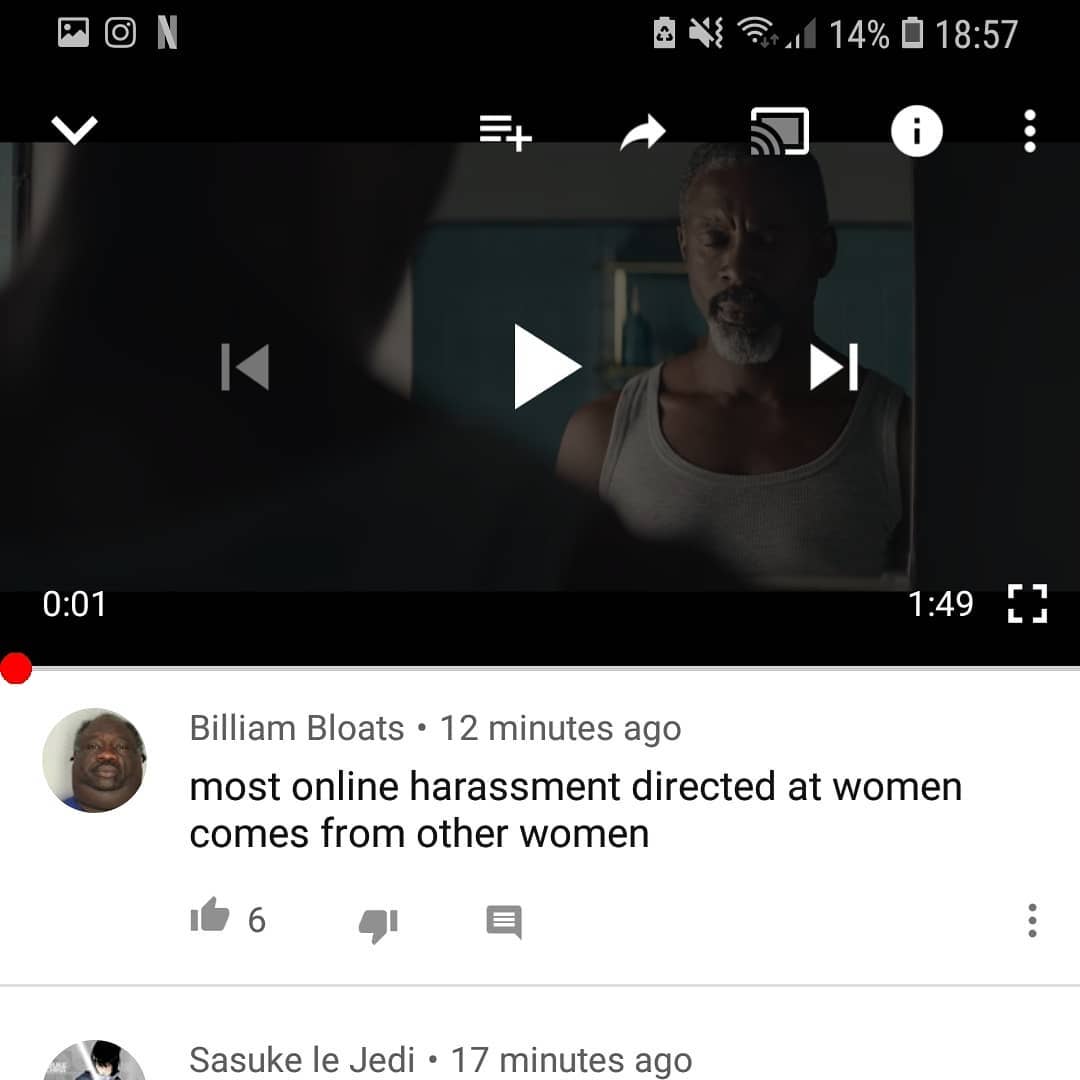 14% 18:57
0:01 1:49
Billiam Bloats • 12 minutes ago
most online harassment directed at women
comes from other women
6
Sasuke le Jedi • 17 minutes ago